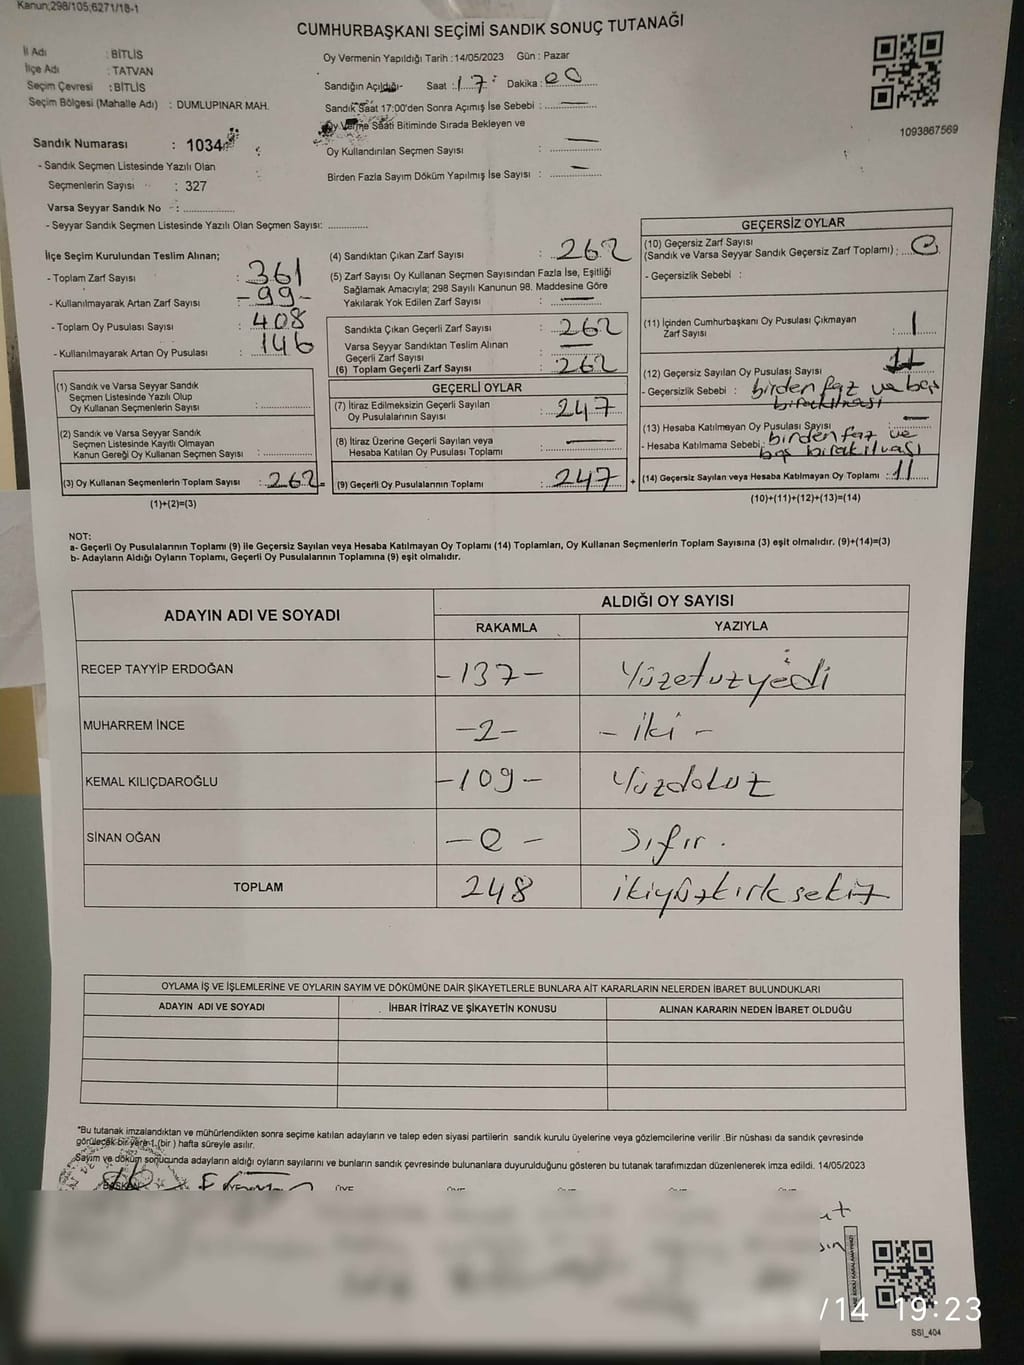 Kanun;298/105;6271/18-1
CUMHURBAŞKANI SEÇİMİ SANDIK SONUÇ TUTANAĞI
İl Adı : BİTLİS
İlçe Adı : TATVAN
Seçim Çevresi : BİTLİS
Seçim Bölgesi (Mahalle Adı) : DUMLUPINAR MAH.
Oy Vermenin Yapıldığı Tarih :14/05/2023 Gün : Pazar
Sandığın Açıldığı- Saat : 17 : Dakika : 00
Sandık Saat 17:00'den Sonra Açımış İse Sebebi : —
Oy Verme Saati Bitiminde Sırada Bekleyen ve
Oy Kullandırılan Seçmen Sayısı : —
Birden Fazla Sayım Döküm Yapılmış İse Sayısı : —
1093867569
Sandık Numarası : 1034
- Sandık Seçmen Listesinde Yazılı Olan
Seçmenlerin Sayısı : 327
Varsa Seyyar Sandık No :
- Seyyar Sandık Seçmen Listesinde Yazılı Olan Seçmen Sayısı:
İlçe Seçim Kurulundan Teslim Alınan;
- Toplam Zarf Sayısı : 361
- Kullanılmayarak Artan Zarf Sayısı : -99-
- Toplam Oy Pusulası Sayısı : 408
- Kullanılmayarak Artan Oy Pusulası : 146
(1) Sandık ve Varsa Seyyar Sandık
Seçmen Listesinde Yazılı Olup
Oy Kullanan Seçmenlerin Sayısı :
(2) Sandık ve Varsa Seyyar Sandık
Seçmen Listesinde Kayıtlı Olmayan
Kanun Gereği Oy Kullanan Seçmen Sayısı :
(3) Oy Kullanan Seçmenlerin Toplam Sayısı : 262 =
(1)+(2)=(3)
(4) Sandıktan Çıkan Zarf Sayısı : 262
(5) Zarf Sayısı Oy Kullanan Seçmen Sayısından Fazla İse, Eşitliği
Sağlamak Amacıyla; 298 Sayılı Kanunun 98. Maddesine Göre
Yakılarak Yok Edilen Zarf Sayısı : —
Sandıkta Çıkan Geçerli Zarf Sayısı : 262
Varsa Seyyar Sandıktan Teslim Alınan
Geçerli Zarf Sayısı : —
(6) Toplam Geçerli Zarf Sayısı : 262
GEÇERLİ OYLAR
(7) İtiraz Edilmeksizin Geçerli Sayılan
Oy Pusulalarının Sayısı : 247
(8) İtiraz Üzerine Geçerli Sayılan veya
Hesaba Katılan Oy Pusulası Toplamı : —
(9) Geçerli Oy Pusulalarının Toplamı : 247 +
GEÇERSİZ OYLAR
(10) Geçersiz Zarf Sayısı
(Sandık ve Varsa Seyyar Sandık Geçersiz Zarf Toplamı) : 0
- Geçersizlik Sebebi :
(11) İçinden Cumhurbaşkanı Oy Pusulası Çıkmayan
Zarf Sayısı : 1
(12) Geçersiz Sayılan Oy Pusulası Sayısı : 11
- Geçersizlik Sebebi : birden faz ve boş
bırakılması
(13) Hesaba Katılmayan Oy Pusulası Sayısı : —
- Hesaba Katılmama Sebebi : birden faz ve
boş bırakılması
(14) Geçersiz Sayılan veya Hesaba Katılmayan Oy Toplamı : 11
(10)+(11)+(12)+(13)=(14)
NOT:
a- Geçerli Oy Pusulalarının Toplamı (9) ile Geçersiz Sayılan veya Hesaba Katılmayan Oy Toplamı (14) Toplamları, Oy Kullanan Seçmenlerin Toplam Sayısına (3) eşit olmalıdır. (9)+(14)=(3)
b- Adayların Aldığı Oyların Toplamı, Geçerli Oy Pusulalarının Toplamına (9) eşit olmalıdır.
ADAYIN ADI VE SOYADI ALDIĞI OY SAYISI
RAKAMLA YAZIYLA
RECEP TAYYİP ERDOĞAN -137- Yüzotuzyedi
MUHARREM İNCE -2- - iki -
KEMAL KILIÇDAROĞLU -109- Yüzdokuz
SİNAN OĞAN -0- Sıfır.
TOPLAM 248 ikiyüzkırksekiz
OYLAMA İŞ VE İŞLEMLERİNE VE OYLARIN SAYIM VE DÖKÜMÜNE DAİR ŞİKAYETLERLE BUNLARA AİT KARARLARIN NELERDEN İBARET BULUNDUKLARI
ADAYIN ADI VE SOYADI İHBAR İTİRAZ VE ŞİKAYETİN KONUSU ALINAN KARARIN NEDEN İBARET OLDUĞU
*Bu tutanak imzalandıktan ve mühürlendikten sonra seçime katılan adayların ve talep eden siyasi partilerin sandık kurulu üyelerine veya gözlemcilerine verilir .Bir nüshası da sandık çevresinde
görülecek bir yere 1 (bir ) hafta süreyle asılır.
Sayım ve döküm sonucunda adayların aldığı oyların sayılarını ve bunların sandık çevresinde bulunanlara duyurulduğunu gösteren bu tutanak tarafımızdan düzenlenerek imza edildi. 14/05/2023
BAŞKAN
/14 19:23
SSI_404